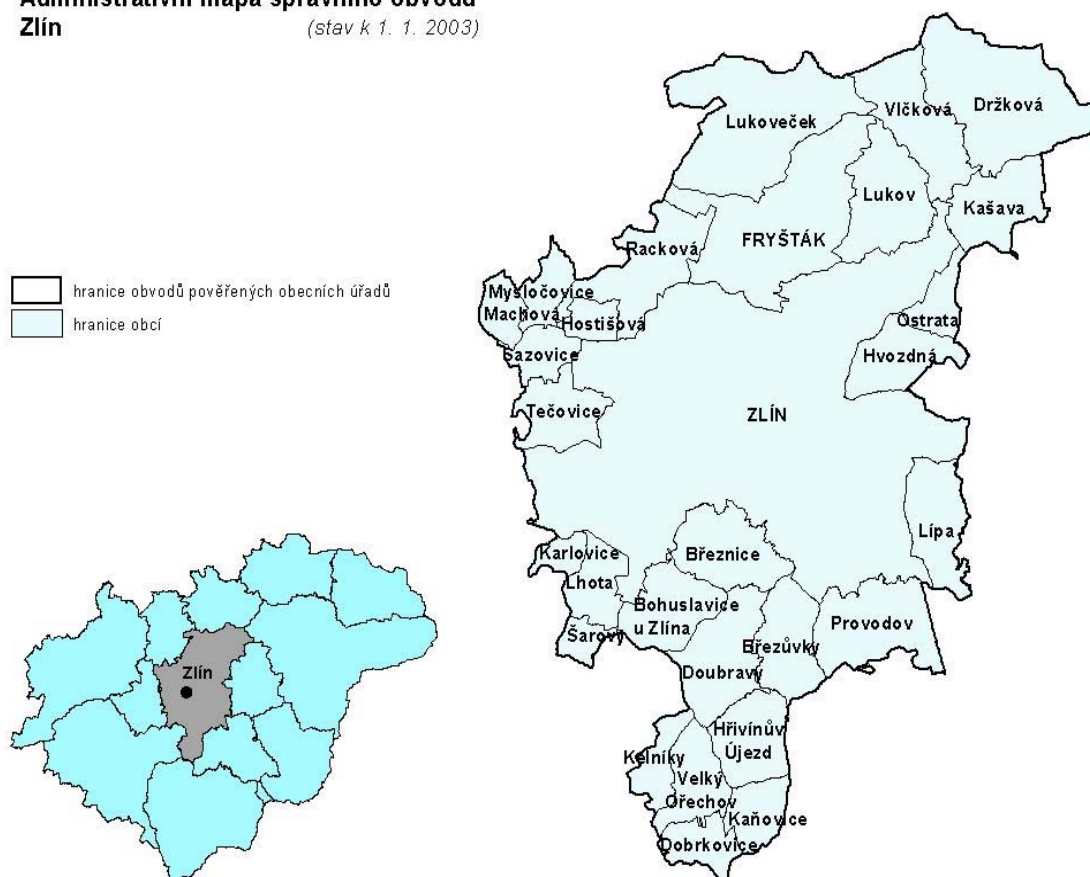 Administrativní mapa správního obvodu
Zlín (stav k 1. 1. 2003)
Držková
Vlčková
Lukoveček
Lukov
Kašava
FRYŠTÁK
Racková
hranice obvodů pověřených obecních úřadů
hranice obcí
Mysločovice
Machová
Hostišová
Ostrata
Sazovice
Hvozdná
Tečovice
ZLÍN
Lípa
Karlovice
Březnice
Lhota
Bohuslavice
u Zlína
Provodov
Šarovy
Březůvky
Doubravy
Zlín
Hřivínův
Újezd
Kelníky
Velký
Ořechov
Kaňovice
Dobrkovice